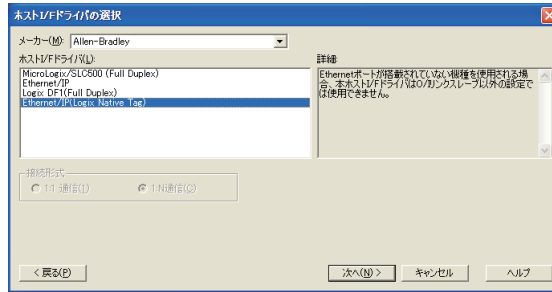 ホストI/Fドライバの選択
メーカー(M): Allen-Bradley
ホストI/Fドライバ(L):
MicroLogix/SLC500 (Full Duplex)
Ethernet/IP
Logix DF1(Full Duplex)
Ethernet/IP(Logix Native Tag)
詳細:
Ethernetポートが搭載されていない機種を使用される場
合、本ホストI/FドライバはO/Iリンクスレーブ以外の設定で
は使用できません。
接続形式
1:1 通信(1)
1:N通信(O)
< 戻る(P)
次へ(N) >
キャンセル
ヘルプ